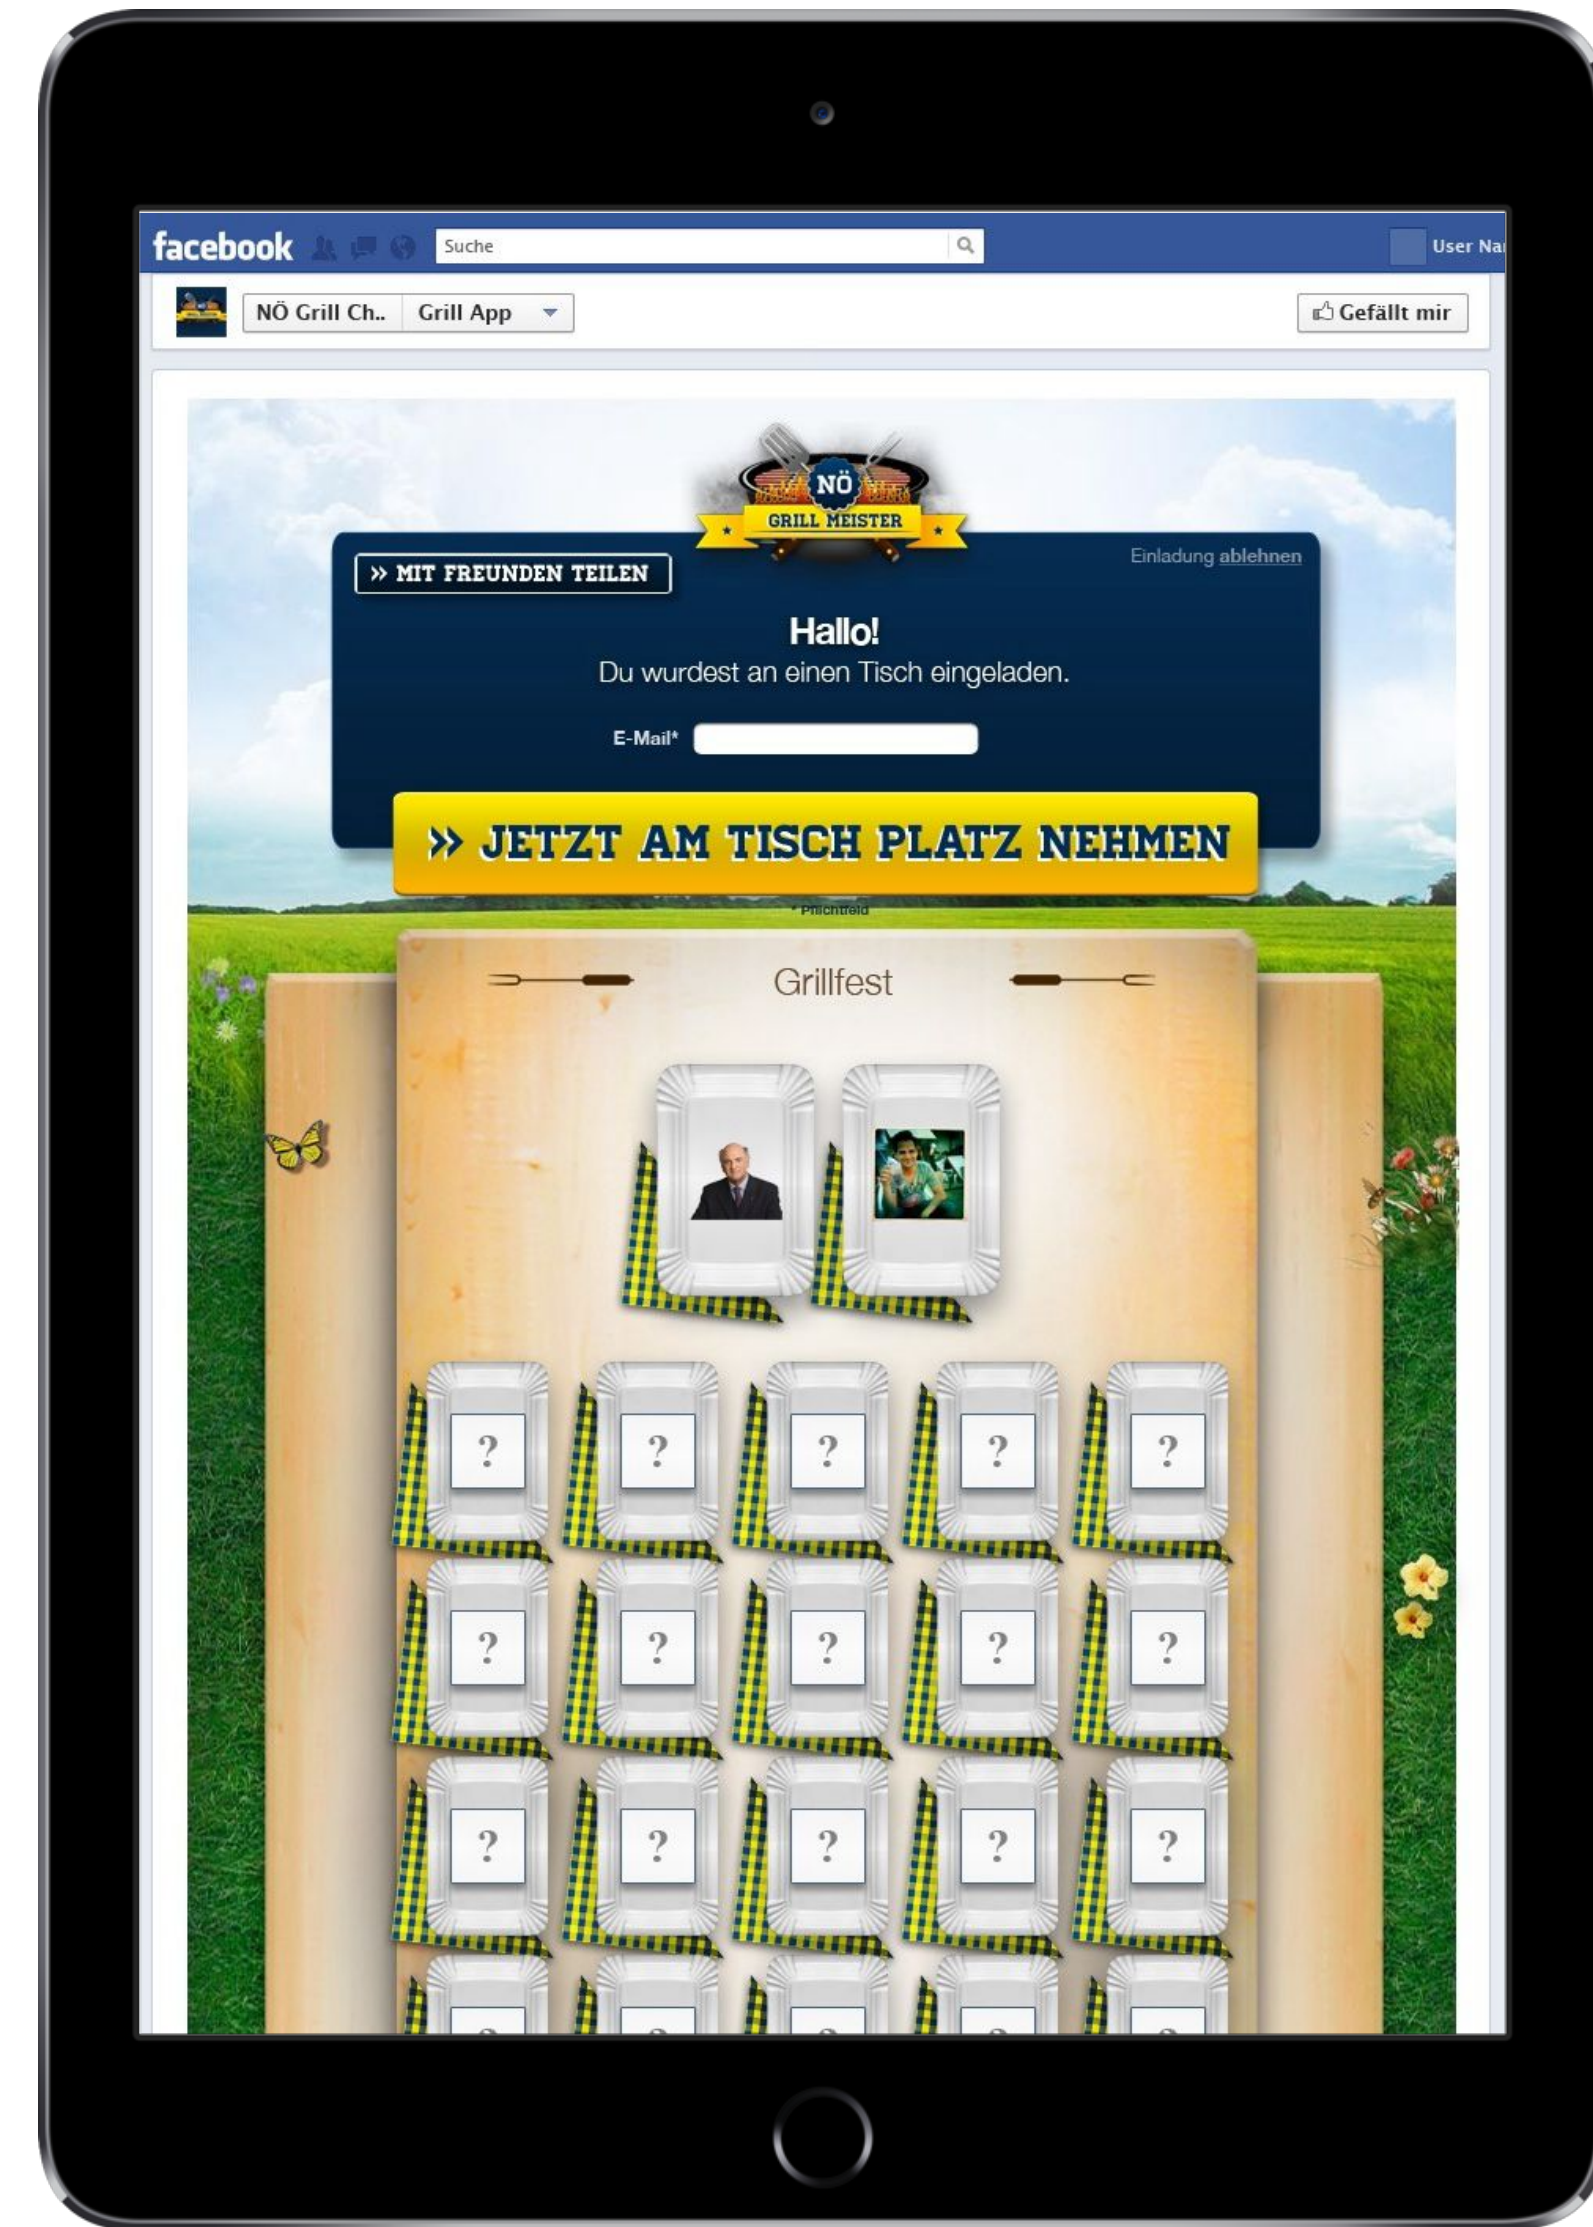 facebook
Suche
User Nar
NÖ Grill Ch..
Grill App
Gefällt mir
NÖ
GRILL MEISTER
» MIT FREUNDEN TEILEN
Einladung ablehnen
Hallo!
Du wurdest an einen Tisch eingeladen.
E-Mail*
» JETZT AM TISCH PLATZ NEHMEN
* Pflichtfeld
Grillfest
? ? ? ? ?
? ? ? ? ?
? ? ? ? ?